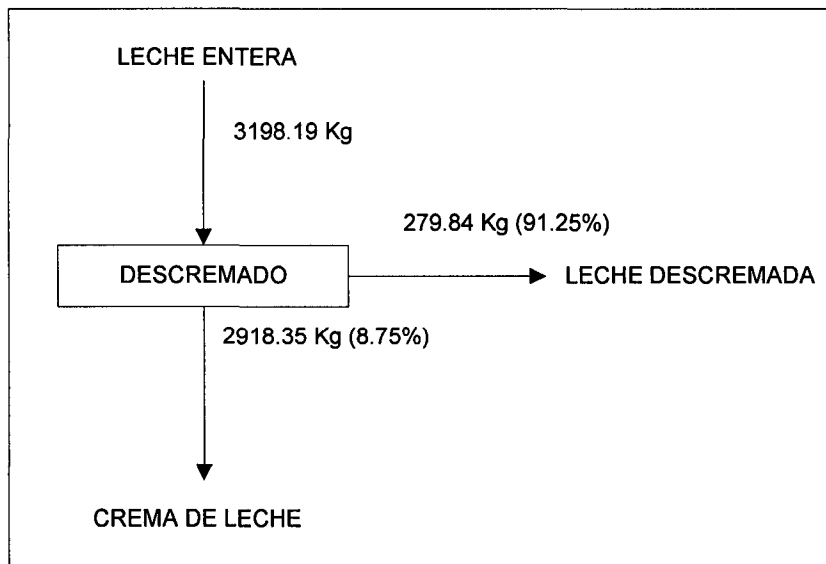 LECHE ENTERA
3198.19 Kg
279.84 Kg (91.25%)
DESCREMADO
LECHE DESCREMADA
2918.35 Kg (8.75%)
CREMA DE LECHE